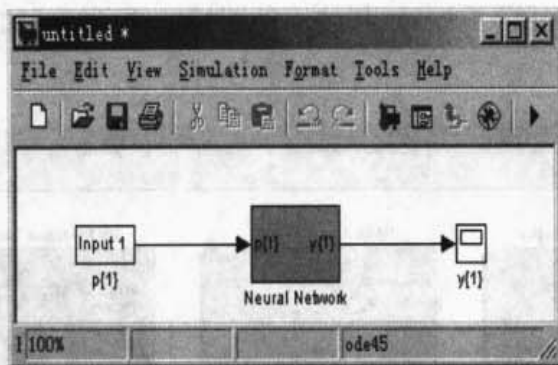 untitled *
File Edit View Simulation Format Tools Help
Input 1 p{1} y{1}
p{1} Neural Network y{1}
100% ode45